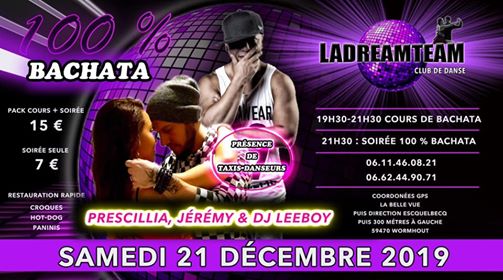 100 %
BACHATA
PACK COURS + SOIRÉE
15 €
SOIRÉE SEULE
7 €
RESTAURATION RAPIDE
CROQUES
HOT-DOG
PANINIS
WEAR
PRÉSENCE
DE
TAXIS-DANSEURS
PRESCILLIA, JÉRÉMY & DJ LEEBOY
LADREAMTEAM
CLUB DE DANSE
19H30-21H30 COURS DE BACHATA
21H30 : SOIRÉE 100 % BACHATA
06.11.46.08.21
06.62.44.90.71
COORDONÉES GPS
LA BELLE VUE
PUIS DIRECTION ESCQUELBECQ
PUIS 300 MÈTRES À GAUCHE
59470 WORMHOUT
SAMEDI 21 DÉCEMBRE 2019